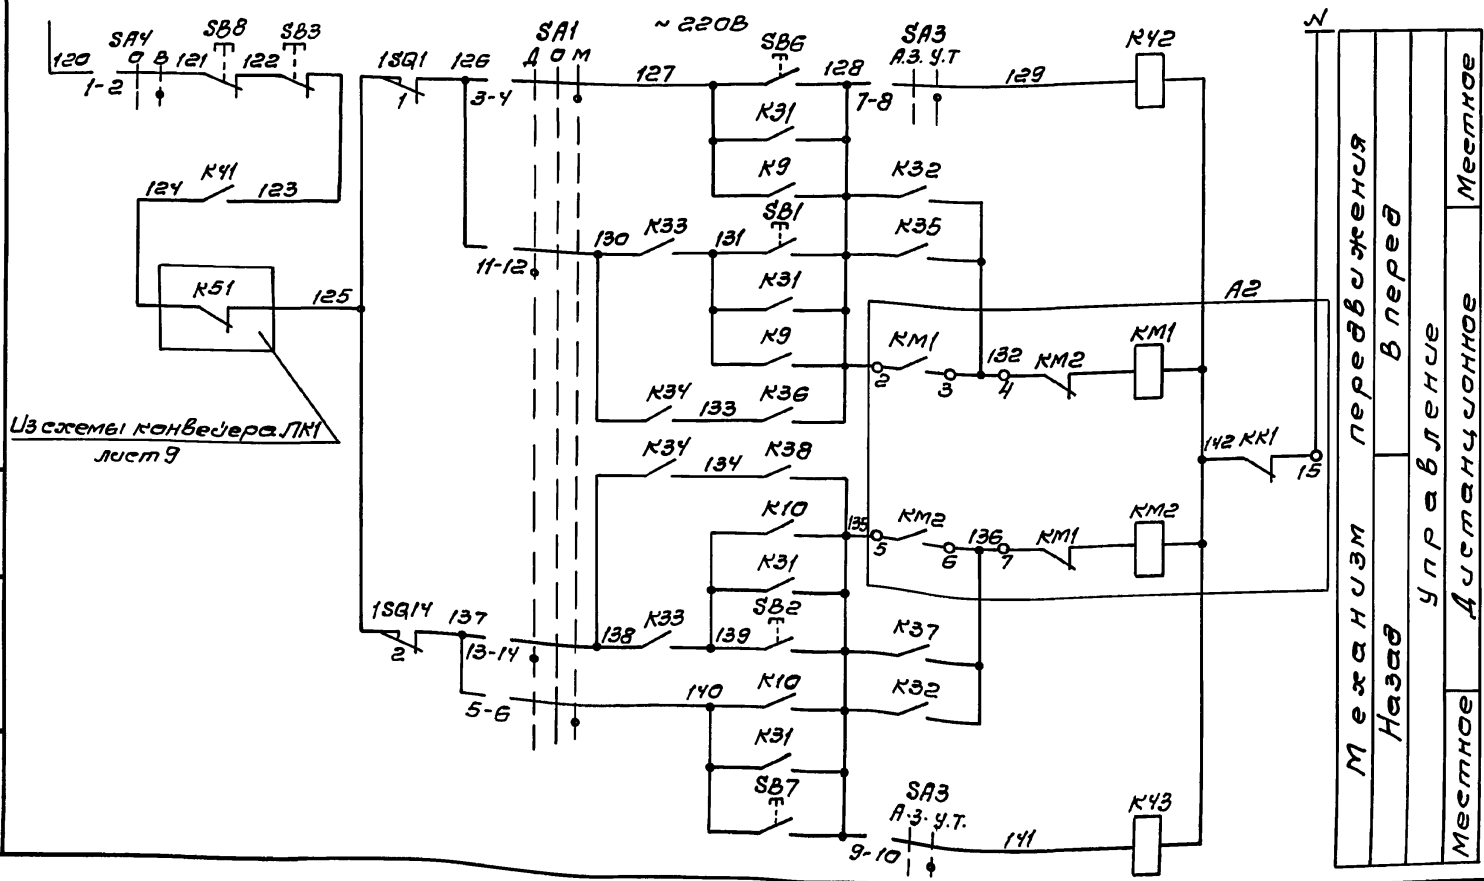 ~ 220В
N
SA4
О В
SB8
SB3
120
1-2
121
122
1SQ1
1
126
3-4
SA1
Д О М
127
SB6
128
SA3
А.З. У.Т
7-8
129
К42
К31
К41
124
123
К9
К32
SB1
130
К33
131
К35
11-12
К51
125
К31
А2
К9
КМ1
2
3
132
4
КМ2
КМ1
К34
133
К36
Из схемы конвейера ПК1
лист 9
К34
134
К38
142
КК1
15
К10
135
КМ2
5
6
136
7
КМ1
КМ2
К31
1SQ14
2
137
13-14
138
К33
139
SB2
К37
5-6
140
К10
К32
К31
SB7
SA3
А.З. У.Т.
9-10
141
К43
Механизм передвижения
Назад
В перед
Управление
Местное
Дистанционное
Местное